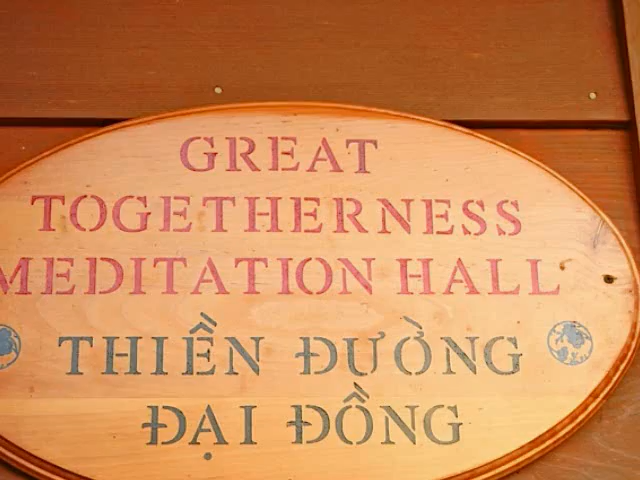 GREAT
TOGETHERNESS
MEDITATION HALL
THIỀN ĐƯỜNG
ĐẠI ĐỒNG